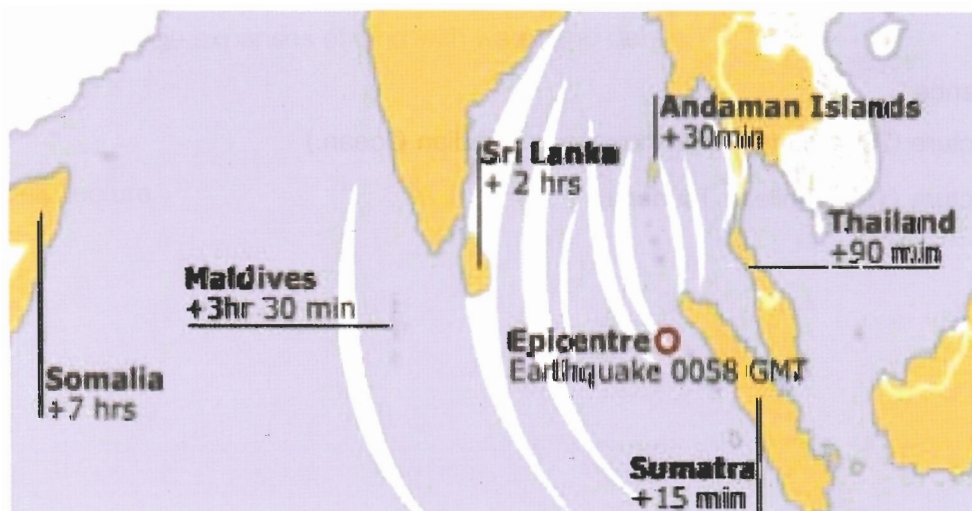 Andaman Islands
+30min
Sri Lanka
+ 2 hrs
Thailand
+90 min
Maldives
+3hr 30 min
Epicentre
Earthquake 0058 GMT
Somalia
+7 hrs
Sumatra
+15 min